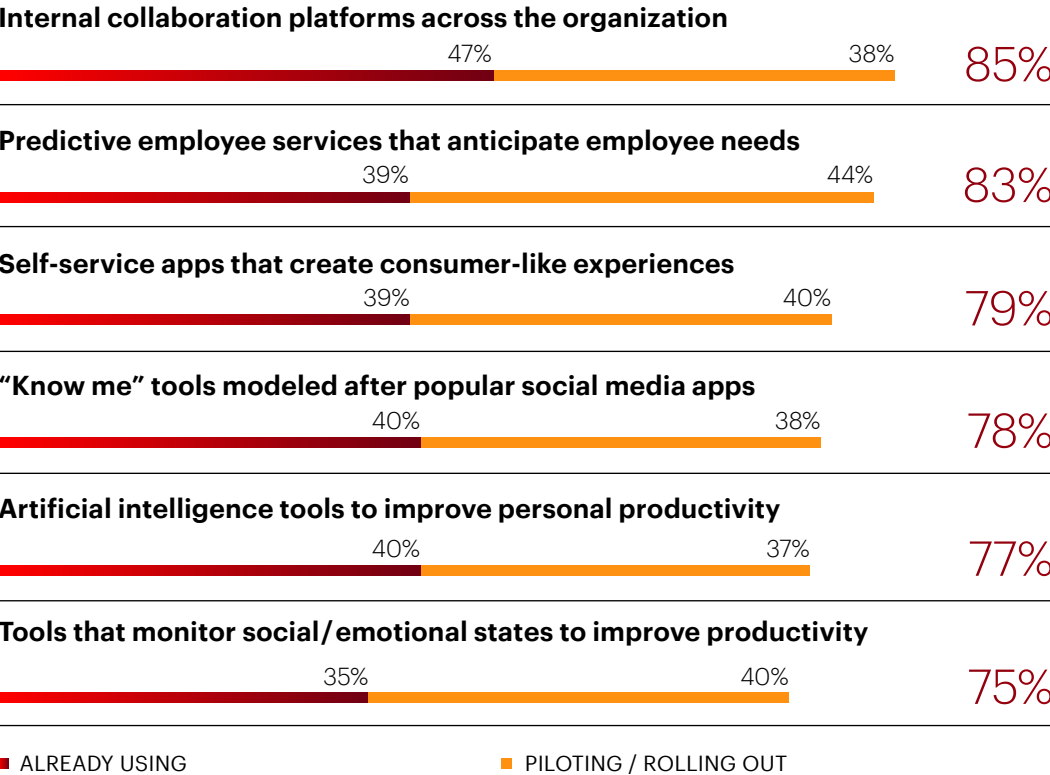 Internal collaboration platforms across the organization
47% 38% 85%
Predictive employee services that anticipate employee needs
39% 44% 83%
Self-service apps that create consumer-like experiences
39% 40% 79%
“Know me” tools modeled after popular social media apps
40% 38% 78%
Artificial intelligence tools to improve personal productivity
40% 37% 77%
Tools that monitor social/emotional states to improve productivity
35% 40% 75%
ALREADY USING PILOTING / ROLLING OUT